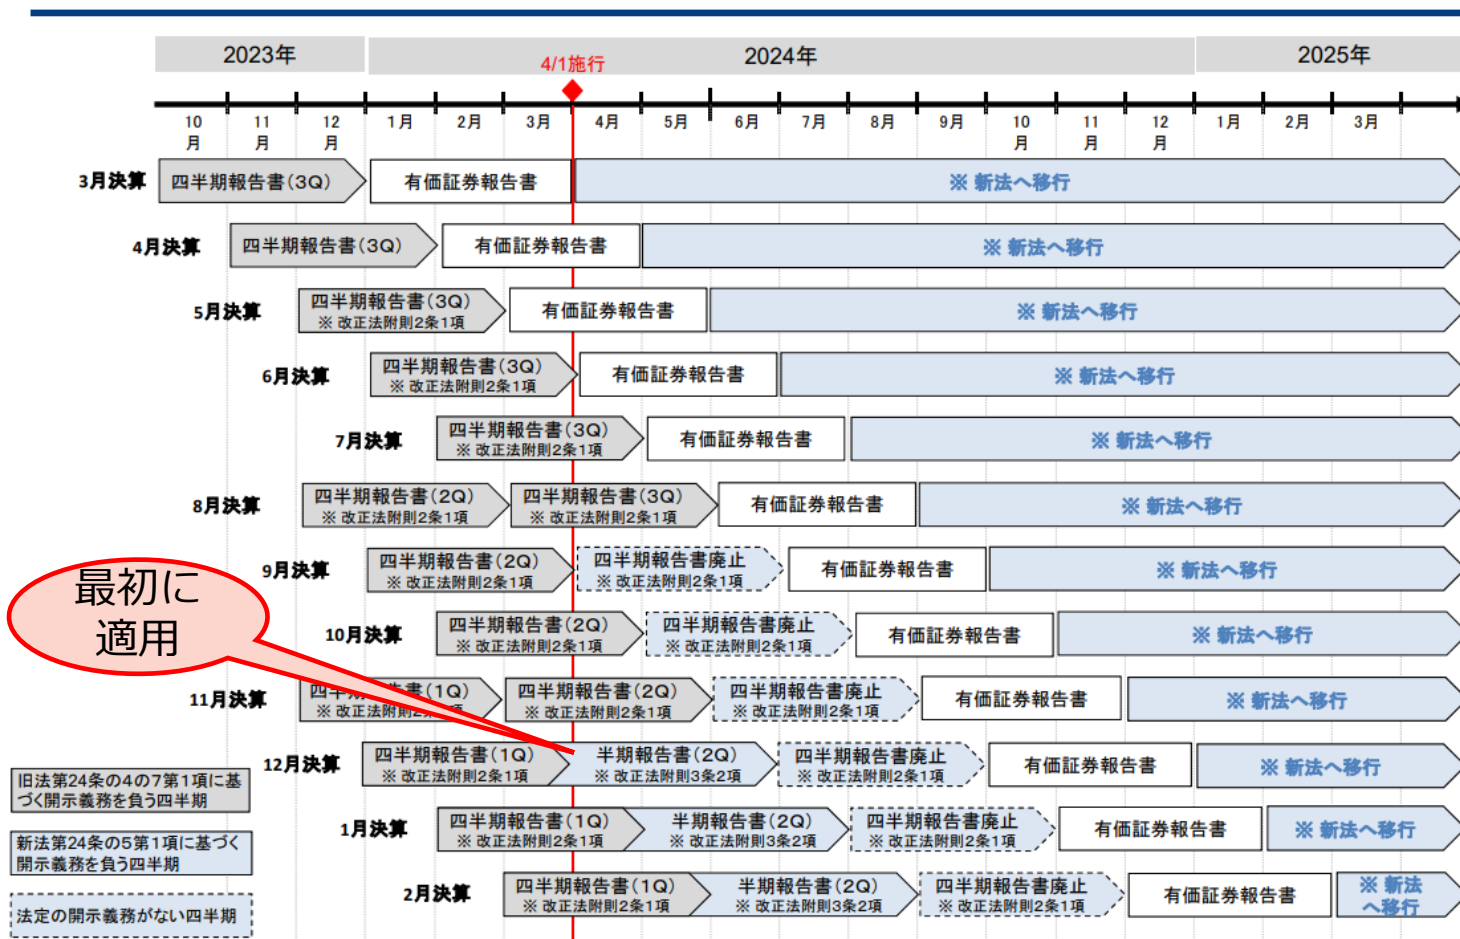 2023年
2024年
2025年
4/1施行
10月
11月
12月
1月
2月
3月
4月
5月
6月
7月
8月
9月
10月
11月
12月
1月
2月
3月
3月決算
四半期報告書(3Q)
有価証券報告書
※ 新法へ移行
4月決算
四半期報告書(3Q)
有価証券報告書
※ 新法へ移行
5月決算
四半期報告書(3Q)
※ 改正法附則2条1項
有価証券報告書
※ 新法へ移行
6月決算
四半期報告書(3Q)
※ 改正法附則2条1項
有価証券報告書
※ 新法へ移行
7月決算
四半期報告書(3Q)
※ 改正法附則2条1項
有価証券報告書
※ 新法へ移行
8月決算
四半期報告書(2Q)
※ 改正法附則2条1項
四半期報告書(3Q)
※ 改正法附則2条1項
有価証券報告書
※ 新法へ移行
9月決算
四半期報告書(2Q)
※ 改正法附則2条1項
四半期報告書廃止
※ 改正法附則2条1項
有価証券報告書
※ 新法へ移行
最初に
適用
10月決算
四半期報告書(2Q)
※ 改正法附則2条1項
四半期報告書廃止
※ 改正法附則2条1項
有価証券報告書
※ 新法へ移行
11月決算
四半期報告書(1Q)
※ 改正法附則2条1項
四半期報告書(2Q)
※ 改正法附則2条1項
四半期報告書廃止
※ 改正法附則2条1項
有価証券報告書
※ 新法へ移行
12月決算
四半期報告書(1Q)
※ 改正法附則2条1項
半期報告書(2Q)
※ 改正法附則3条2項
四半期報告書廃止
※ 改正法附則2条1項
有価証券報告書
※ 新法へ移行
1月決算
四半期報告書(1Q)
※ 改正法附則2条1項
半期報告書(2Q)
※ 改正法附則3条2項
四半期報告書廃止
※ 改正法附則2条1項
有価証券報告書
※ 新法へ移行
2月決算
四半期報告書(1Q)
※ 改正法附則2条1項
半期報告書(2Q)
※ 改正法附則3条2項
四半期報告書廃止
※ 改正法附則2条1項
有価証券報告書
※ 新法
へ移行
旧法第24条の4の7第1項に基
づく開示義務を負う四半期
新法第24条の5第1項に基づく
開示義務を負う四半期
法定の開示義務がない四半期